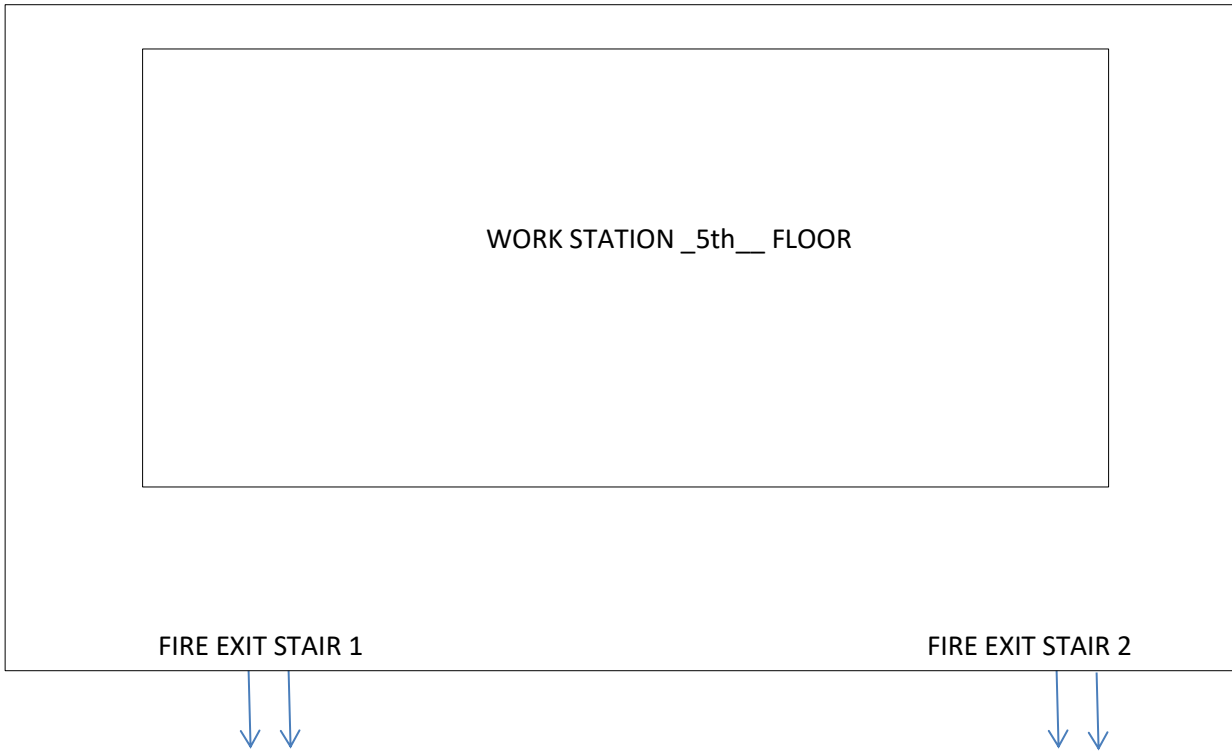 WORK STATION _5th__ FLOOR
FIRE EXIT STAIR 1
FIRE EXIT STAIR 2